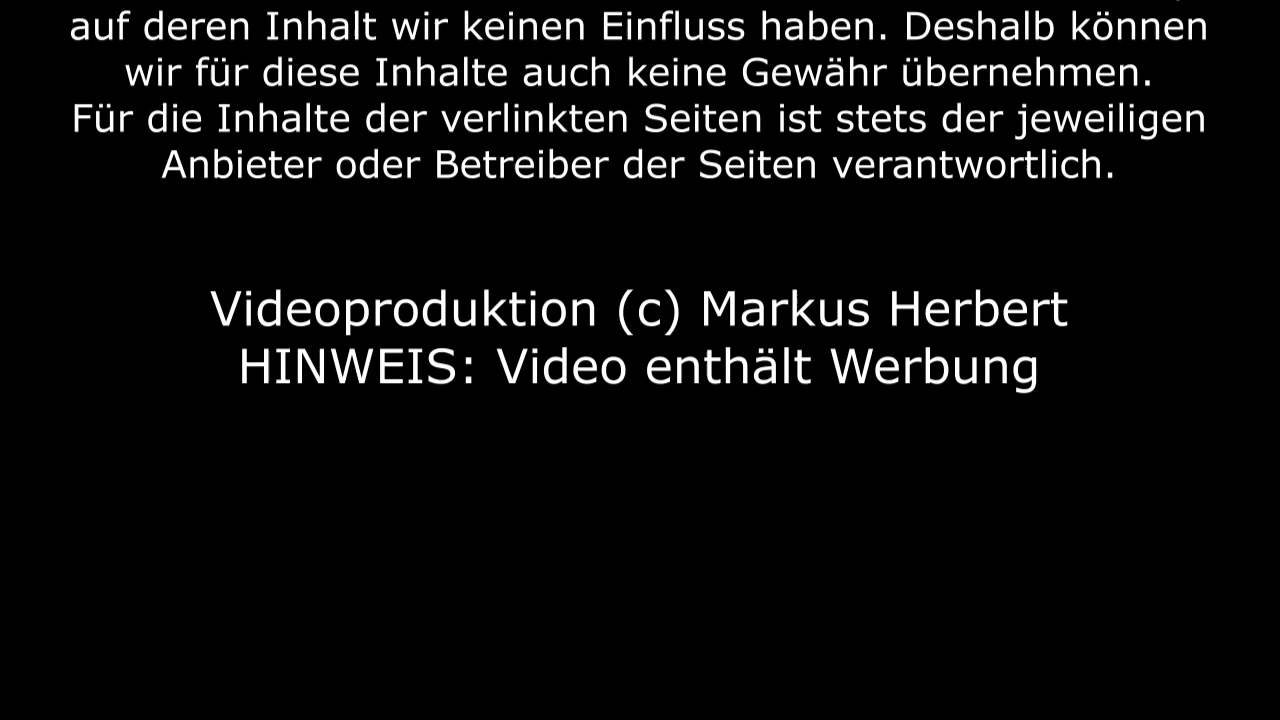 auf deren Inhalt wir keinen Einfluss haben. Deshalb können
wir für diese Inhalte auch keine Gewähr übernehmen.
Für die Inhalte der verlinkten Seiten ist stets der jeweiligen
Anbieter oder Betreiber der Seiten verantwortlich.
Videoproduktion (c) Markus Herbert
HINWEIS: Video enthält Werbung